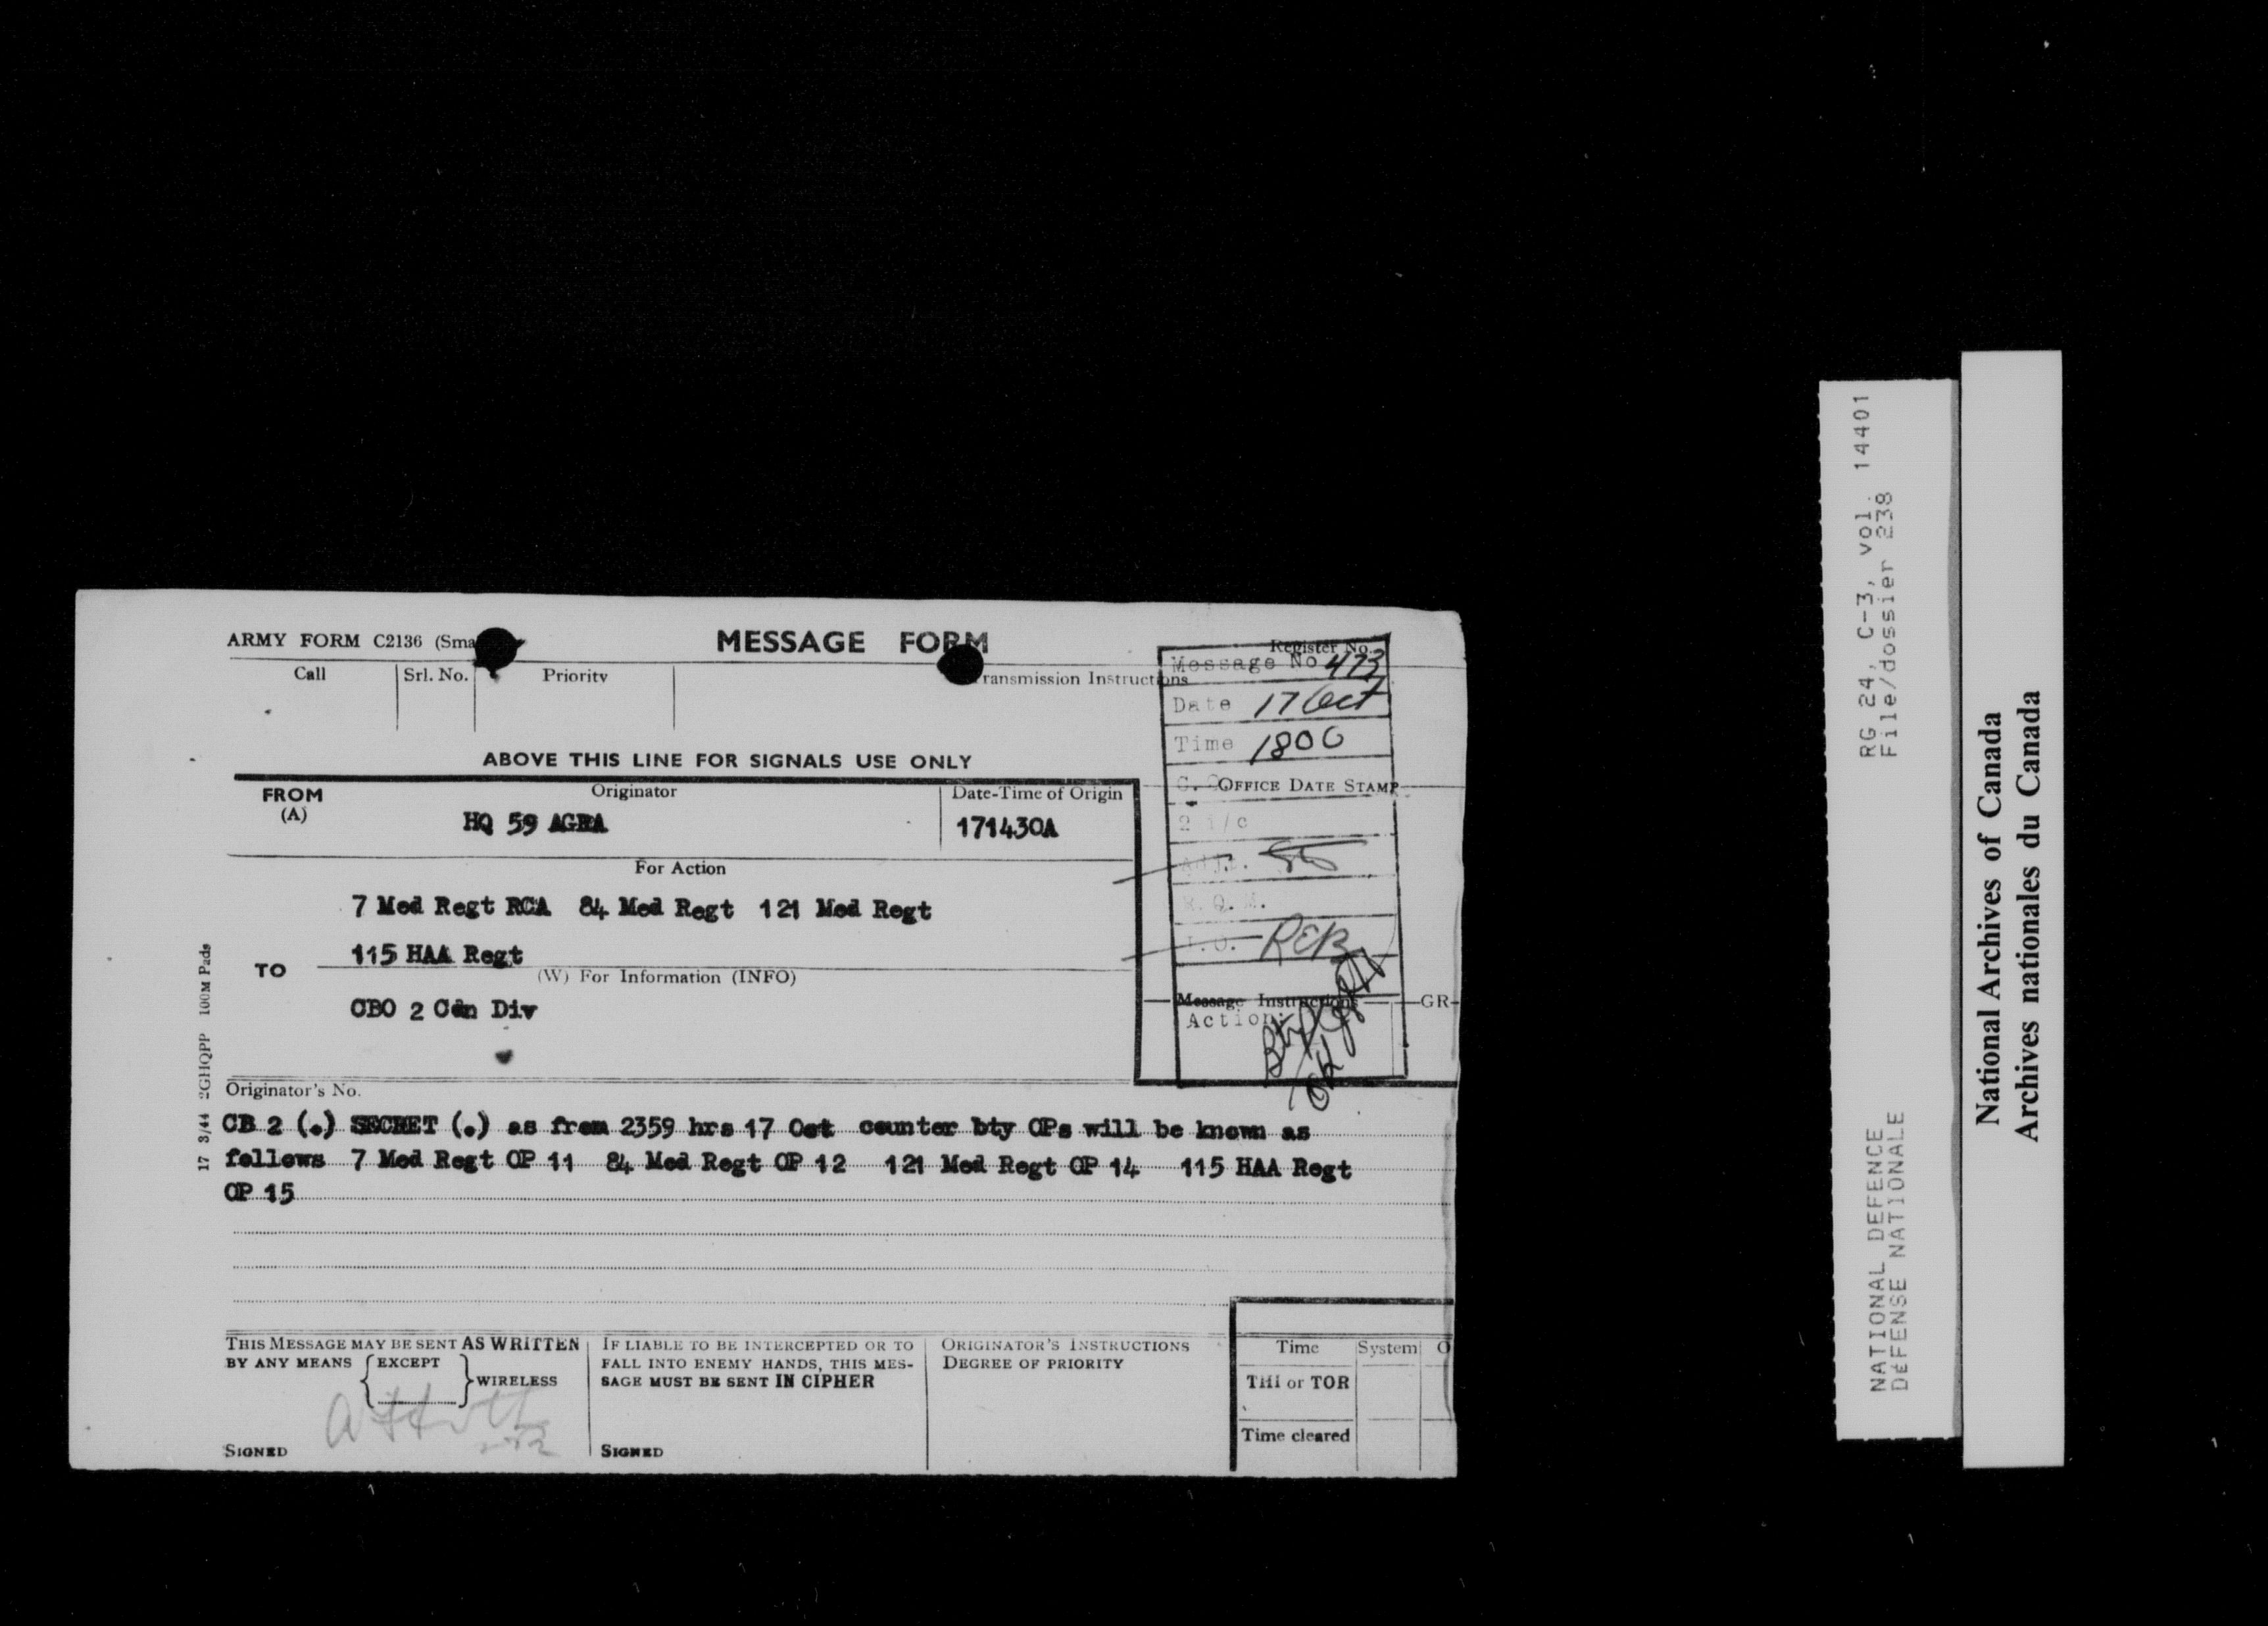 ARMY FORM C2136 (Sma
MESSAGE FORM
Register No.
Call
Srl. No.
Priority
ransmission Instructions
Message No 473
Date 17 Oct
Time 1800
ABOVE THIS LINE FOR SIGNALS USE ONLY
OFFICE DATE STAMP
2 i/c
Adjt.
R.Q.M.
I.O. REB
FROM
(A)
Originator
HQ 59 AGRA
Date-Time of Origin
171430A
For Action
7 Med Regt RCA 84 Med Regt 121 Med Regt
115 HAA Regt
TO
(W) For Information (INFO)
CBO 2 Cdn Div
Message Instructions
GR
Action:
17 3/44 2GHQPP 100M Pads
Originator's No.
CB 2 (.) SECRET (.) as from 2359 hrs 17 Oct counter bty OPs will be known as
follows 7 Med Regt OP 11 84 Med Regt OP 12 121 Med Regt OP 14 115 HAA Regt
OP 15
THIS MESSAGE MAY BE SENT AS WRITTEN
BY ANY MEANS { EXCEPT } WIRELESS
SIGNED
IF LIABLE TO BE INTERCEPTED OR TO
FALL INTO ENEMY HANDS, THIS MES-
SAGE MUST BE SENT IN CIPHER
SIGNED
ORIGINATOR'S INSTRUCTIONS
DEGREE OF PRIORITY
Time System O
THI or TOR
Time cleared
RG 24, C-3, vol. 14401
File/dossier 238
NATIONAL DEFENCE
DÉFENSE NATIONALE
National Archives of Canada
Archives nationales du Canada